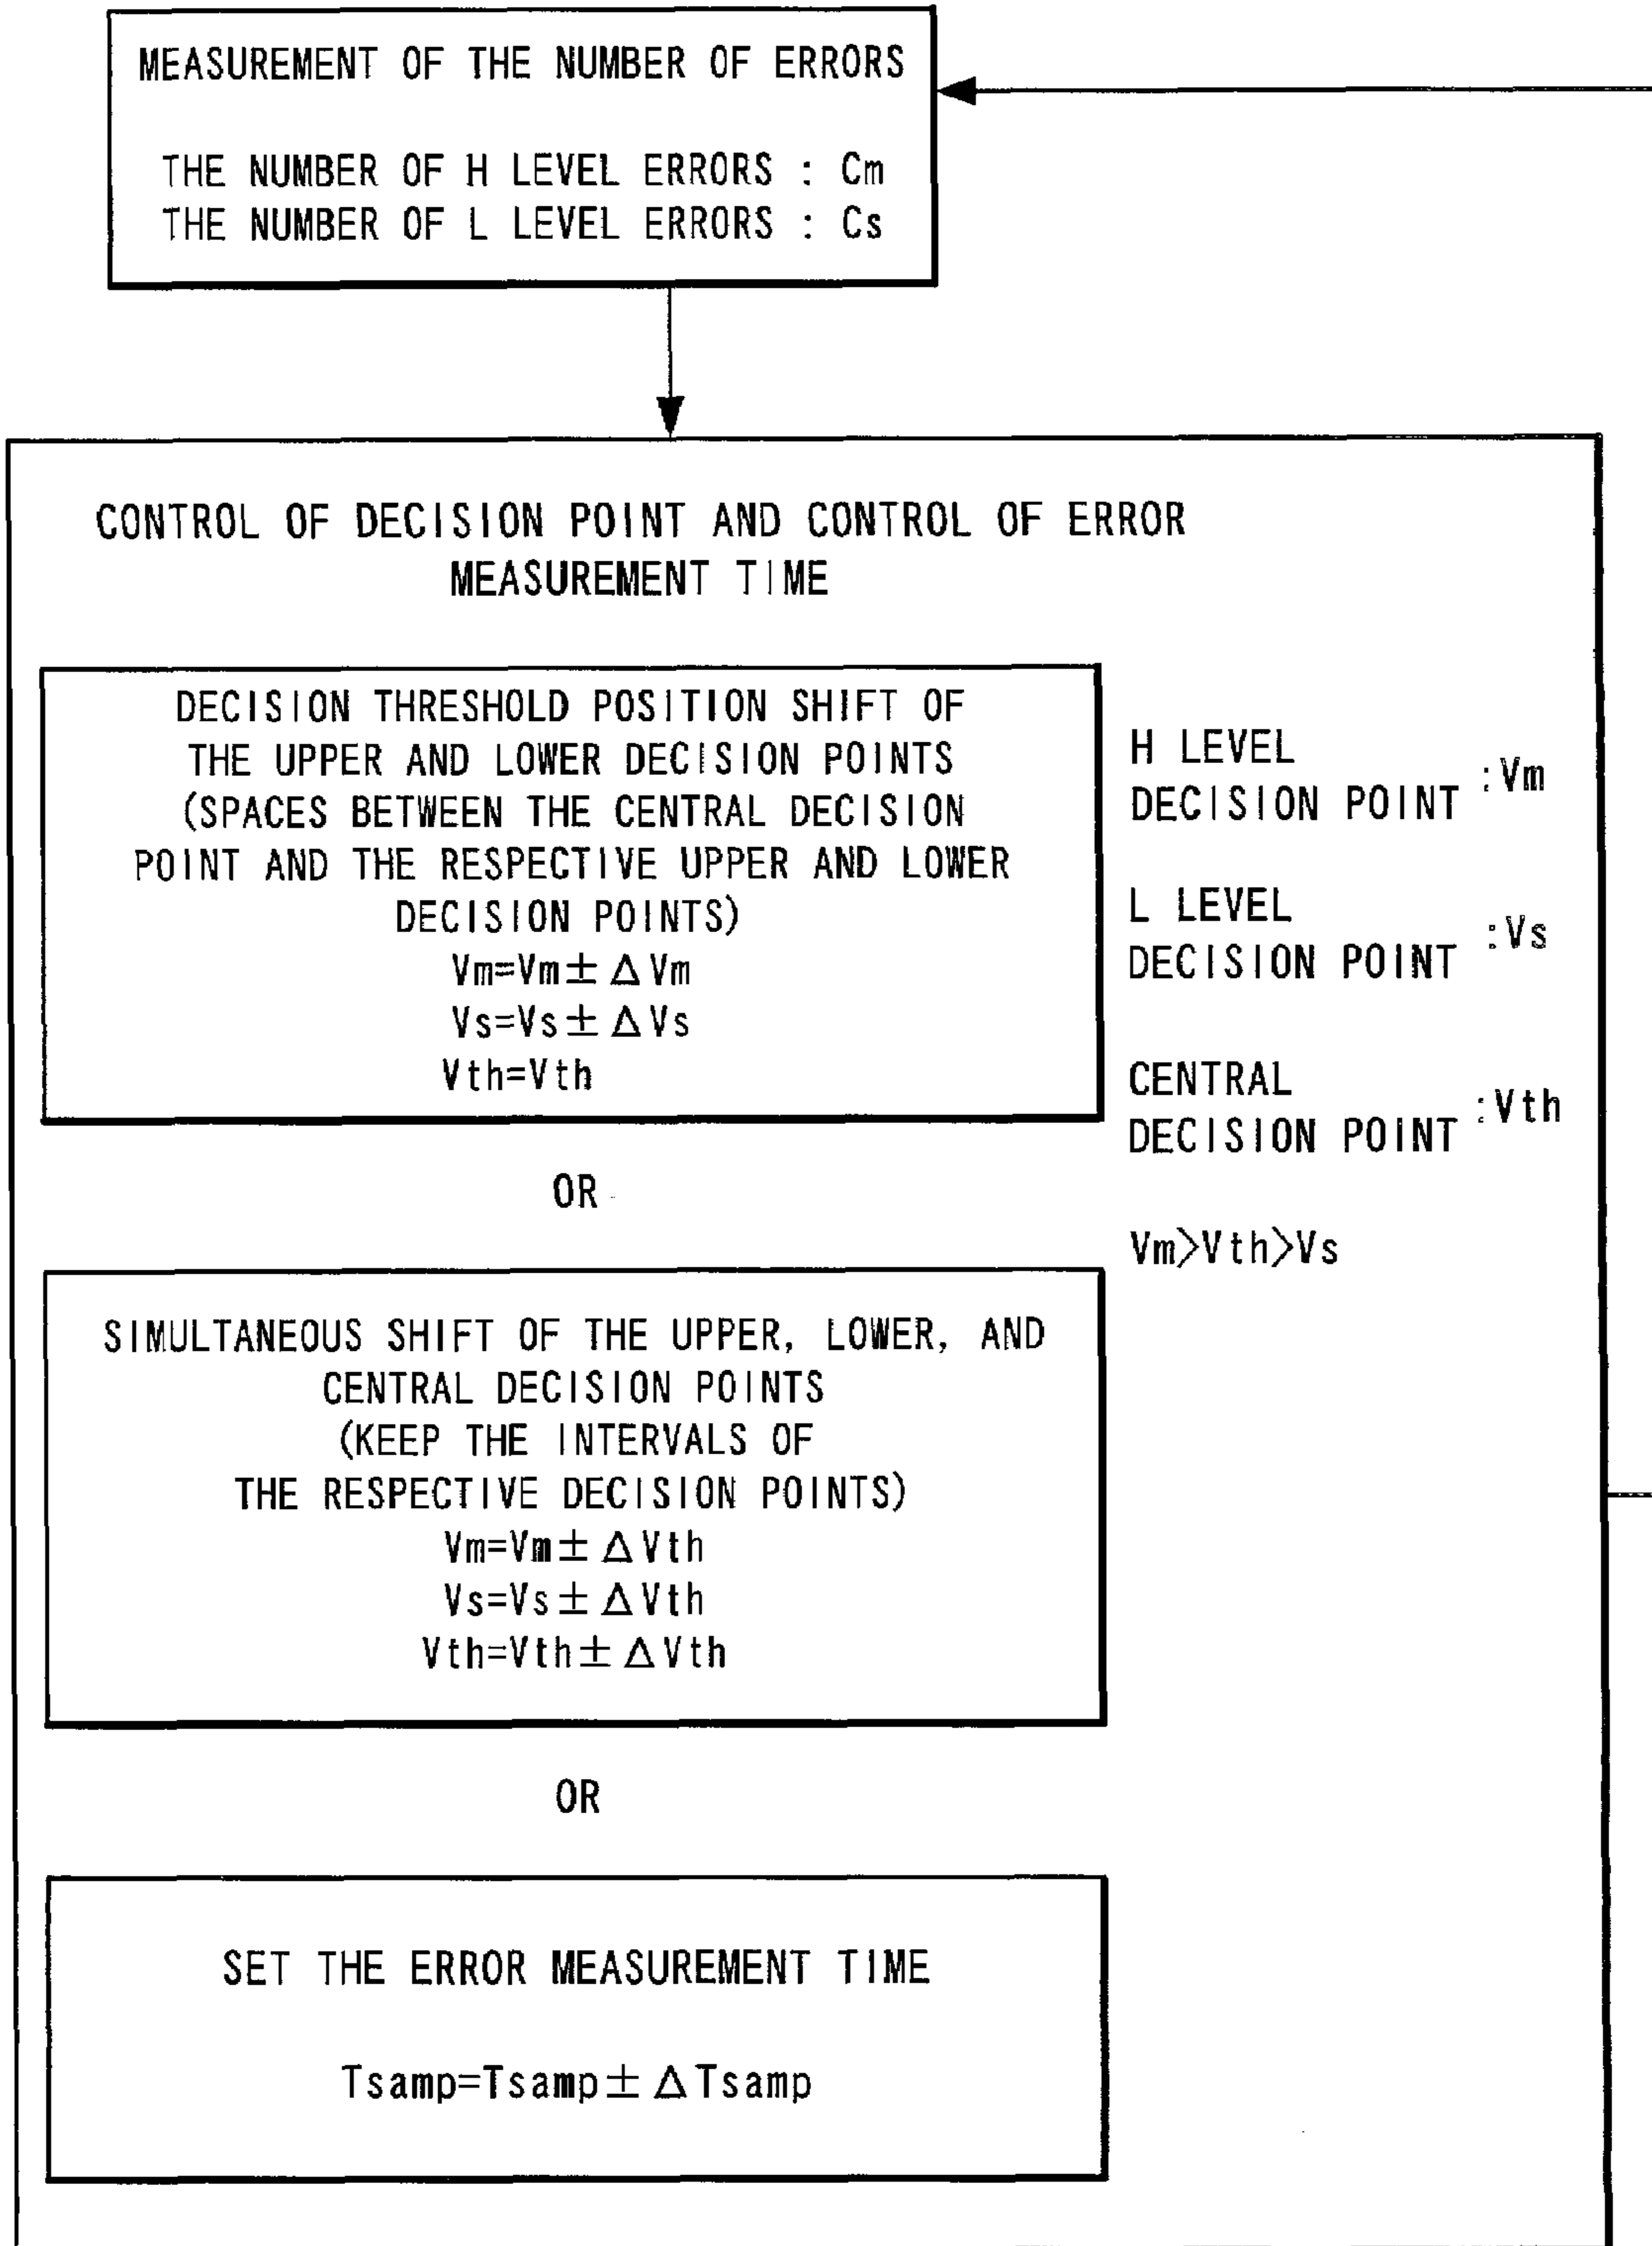 MEASUREMENT OF THE NUMBER OF ERRORS
THE NUMBER OF H LEVEL ERRORS : Cm
THE NUMBER OF L LEVEL ERRORS : Cs
CONTROL OF DECISION POINT AND CONTROL OF ERROR
MEASUREMENT TIME
DECISION THRESHOLD POSITION SHIFT OF
THE UPPER AND LOWER DECISION POINTS
(SPACES BETWEEN THE CENTRAL DECISION
POINT AND THE RESPECTIVE UPPER AND LOWER
DECISION POINTS)
Vm=Vm±ΔVm
Vs=Vs±ΔVs
Vth=Vth
H LEVEL
DECISION POINT :Vm
L LEVEL
DECISION POINT :Vs
CENTRAL
DECISION POINT :Vth
Vm>Vth>Vs
OR
SIMULTANEOUS SHIFT OF THE UPPER, LOWER, AND
CENTRAL DECISION POINTS
(KEEP THE INTERVALS OF
THE RESPECTIVE DECISION POINTS)
Vm=Vm±ΔVth
Vs=Vs±ΔVth
Vth=Vth±ΔVth
OR
SET THE ERROR MEASUREMENT TIME
Tsamp=Tsamp±ΔTsamp